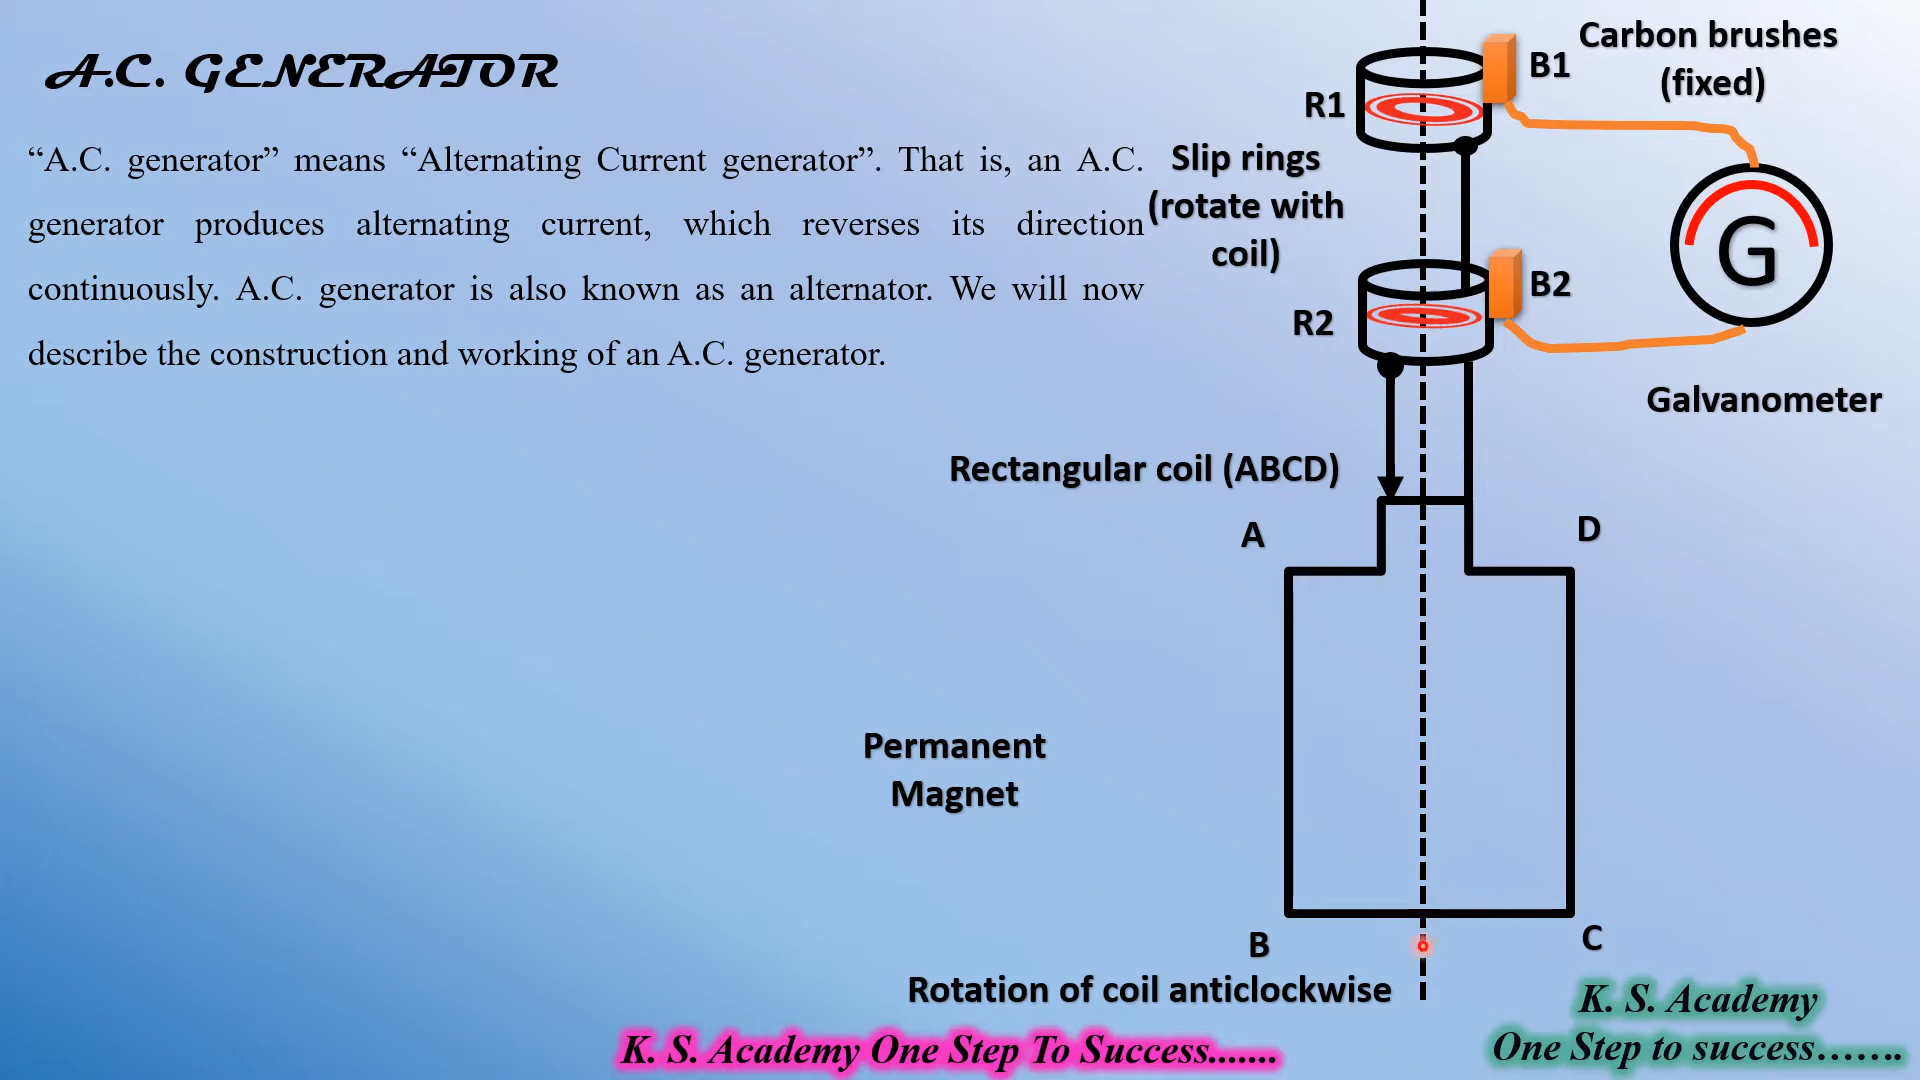 A.C. GENERATOR
“A.C. generator” means “Alternating Current generator”. That is, an A.C.
generator produces alternating current, which reverses its direction
continuously. A.C. generator is also known as an alternator. We will now
describe the construction and working of an A.C. generator.
Carbon brushes
(fixed)
B1
R1
Slip rings
(rotate with
coil)
G
B2
R2
Galvanometer
Rectangular coil (ABCD)
A
D
Permanent
Magnet
B
C
Rotation of coil anticlockwise
K. S. Academy
One Step to success.......
K. S. Academy One Step To Success.......